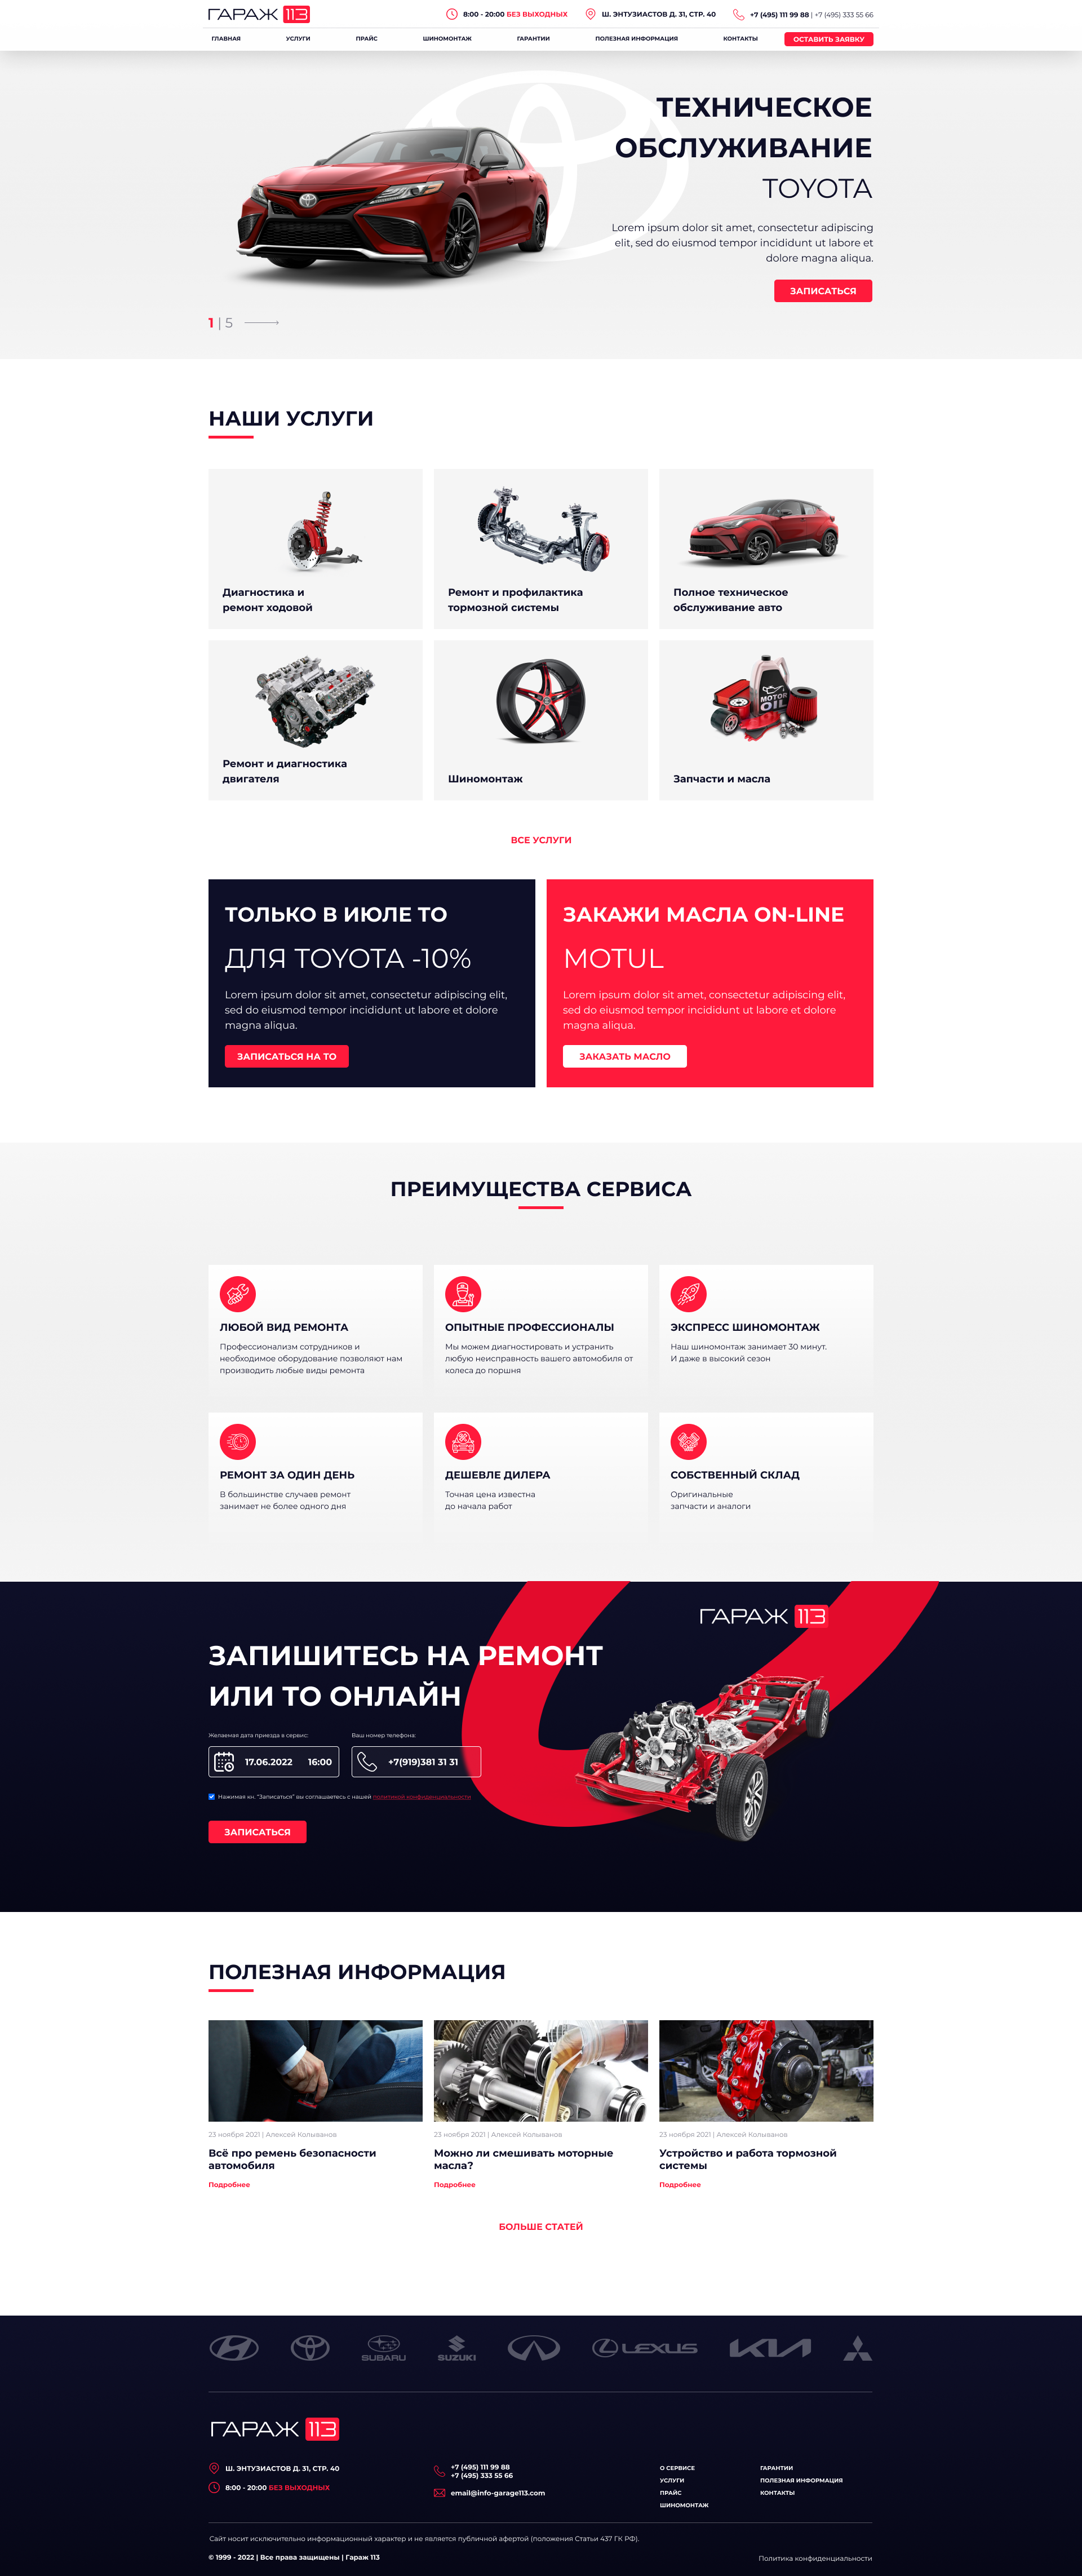 ГАРАЖ 113
8:00 - 20:00 БЕЗ ВЫХОДНЫХ
Ш. ЭНТУЗИАСТОВ Д. 31, СТР. 40
+7 (495) 111 99 88 | +7 (495) 333 55 66
ГЛАВНАЯ
УСЛУГИ
ПРАЙС
ШИНОМОНТАЖ
ГАРАНТИИ
ПОЛЕЗНАЯ ИНФОРМАЦИЯ
КОНТАКТЫ
ОСТАВИТЬ ЗАЯВКУ
ТЕХНИЧЕСКОЕ
ОБСЛУЖИВАНИЕ
TOYOTA
Lorem ipsum dolor sit amet, consectetur adipiscing
elit, sed do eiusmod tempor incididunt ut labore et
dolore magna aliqua.
ЗАПИСАТЬСЯ
1 | 5
НАШИ УСЛУГИ
Диагностика и
ремонт ходовой
Ремонт и профилактика
тормозной системы
Полное техническое
обслуживание авто
MOTOR
OIL
Ремонт и диагностика
двигателя
Шиномонтаж
Запчасти и масла
ВСЕ УСЛУГИ
ТОЛЬКО В ИЮЛЕ ТО
ДЛЯ TOYOTA -10%
Lorem ipsum dolor sit amet, consectetur adipiscing elit,
sed do eiusmod tempor incididunt ut labore et dolore
magna aliqua.
ЗАПИСАТЬСЯ НА ТО
ЗАКАЖИ МАСЛА ON-LINE
MOTUL
Lorem ipsum dolor sit amet, consectetur adipiscing elit,
sed do eiusmod tempor incididunt ut labore et dolore
magna aliqua.
ЗАКАЗАТЬ МАСЛО
ПРЕИМУЩЕСТВА СЕРВИСА
ЛЮБОЙ ВИД РЕМОНТА
Профессионализм сотрудников и
необходимое оборудование позволяют нам
производить любые виды ремонта
ОПЫТНЫЕ ПРОФЕССИОНАЛЫ
Мы можем диагностировать и устранить
любую неисправность вашего автомобиля от
колеса до поршня
ЭКСПРЕСС ШИНОМОНТАЖ
Наш шиномонтаж занимает 30 минут.
И даже в высокий сезон
РЕМОНТ ЗА ОДИН ДЕНЬ
В большинстве случаев ремонт
занимает не более одного дня
ДЕШЕВЛЕ ДИЛЕРА
Точная цена известна
до начала работ
СОБСТВЕННЫЙ СКЛАД
Оригинальные
запчасти и аналоги
ГАРАЖ 113
ЗАПИШИТЕСЬ НА РЕМОНТ
ИЛИ ТО ОНЛАЙН
Желаемая дата приезда в сервис:
Ваш номер телефона:
17.06.2022 16:00
+7(919)381 31 31
Нажимая кн. "Записаться" вы соглашаетесь с нашей политикой конфиденциальности
ЗАПИСАТЬСЯ
ПОЛЕЗНАЯ ИНФОРМАЦИЯ
JBT
23 ноября 2021 | Алексей Колыванов
Всё про ремень безопасности
автомобиля
Подробнее
23 ноября 2021 | Алексей Колыванов
Можно ли смешивать моторные
масла?
Подробнее
23 ноября 2021 | Алексей Колыванов
Устройство и работа тормозной
системы
Подробнее
БОЛЬШЕ СТАТЕЙ
SUBARU
SUZUKI
LEXUS
KIA
ГАРАЖ 113
Ш. ЭНТУЗИАСТОВ Д. 31, СТР. 40
8:00 - 20:00 БЕЗ ВЫХОДНЫХ
+7 (495) 111 99 88
+7 (495) 333 55 66
email@info-garage113.com
О СЕРВИСЕ
УСЛУГИ
ПРАЙС
ШИНОМОНТАЖ
ГАРАНТИИ
ПОЛЕЗНАЯ ИНФОРМАЦИЯ
КОНТАКТЫ
Сайт носит исключительно информационный характер и не является публичной афертой (положения Статьи 437 ГК РФ).
© 1999 - 2022 | Все права защищены | Гараж 113
Политика конфиденциальности